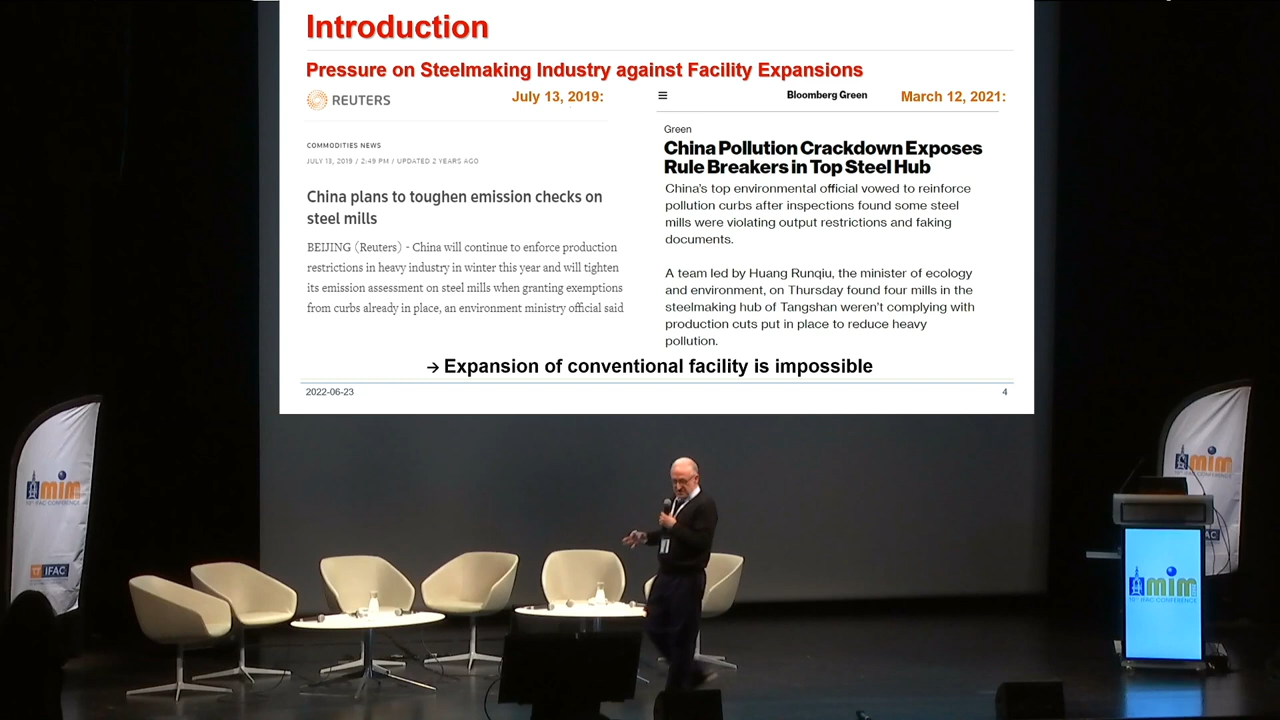 Introduction
Pressure on Steelmaking Industry against Facility Expansions
REUTERS
July 13, 2019:
COMMODITIES NEWS
JULY 13, 2019 / 2:49 PM / UPDATED 2 YEARS AGO
China plans to toughen emission checks on
steel mills
BEIJING (Reuters) - China will continue to enforce production
restrictions in heavy industry in winter this year and will tighten
its emission assessment on steel mills when granting exemptions
from curbs already in place, an environment ministry official said
Bloomberg Green
March 12, 2021:
Green
China Pollution Crackdown Exposes
Rule Breakers in Top Steel Hub
China's top environmental official vowed to reinforce
pollution curbs after inspections found some steel
mills were violating output restrictions and faking
documents.
A team led by Huang Runqiu, the minister of ecology
and environment, on Thursday found four mills in the
steelmaking hub of Tangshan weren't complying with
production cuts put in place to reduce heavy
pollution.
→ Expansion of conventional facility is impossible
2022-06-23
4
mim
10th IFAC CONFERENCE
IFAC
mim
IFAC CONFERENCE
mim
10th IFAC CONFERENCE